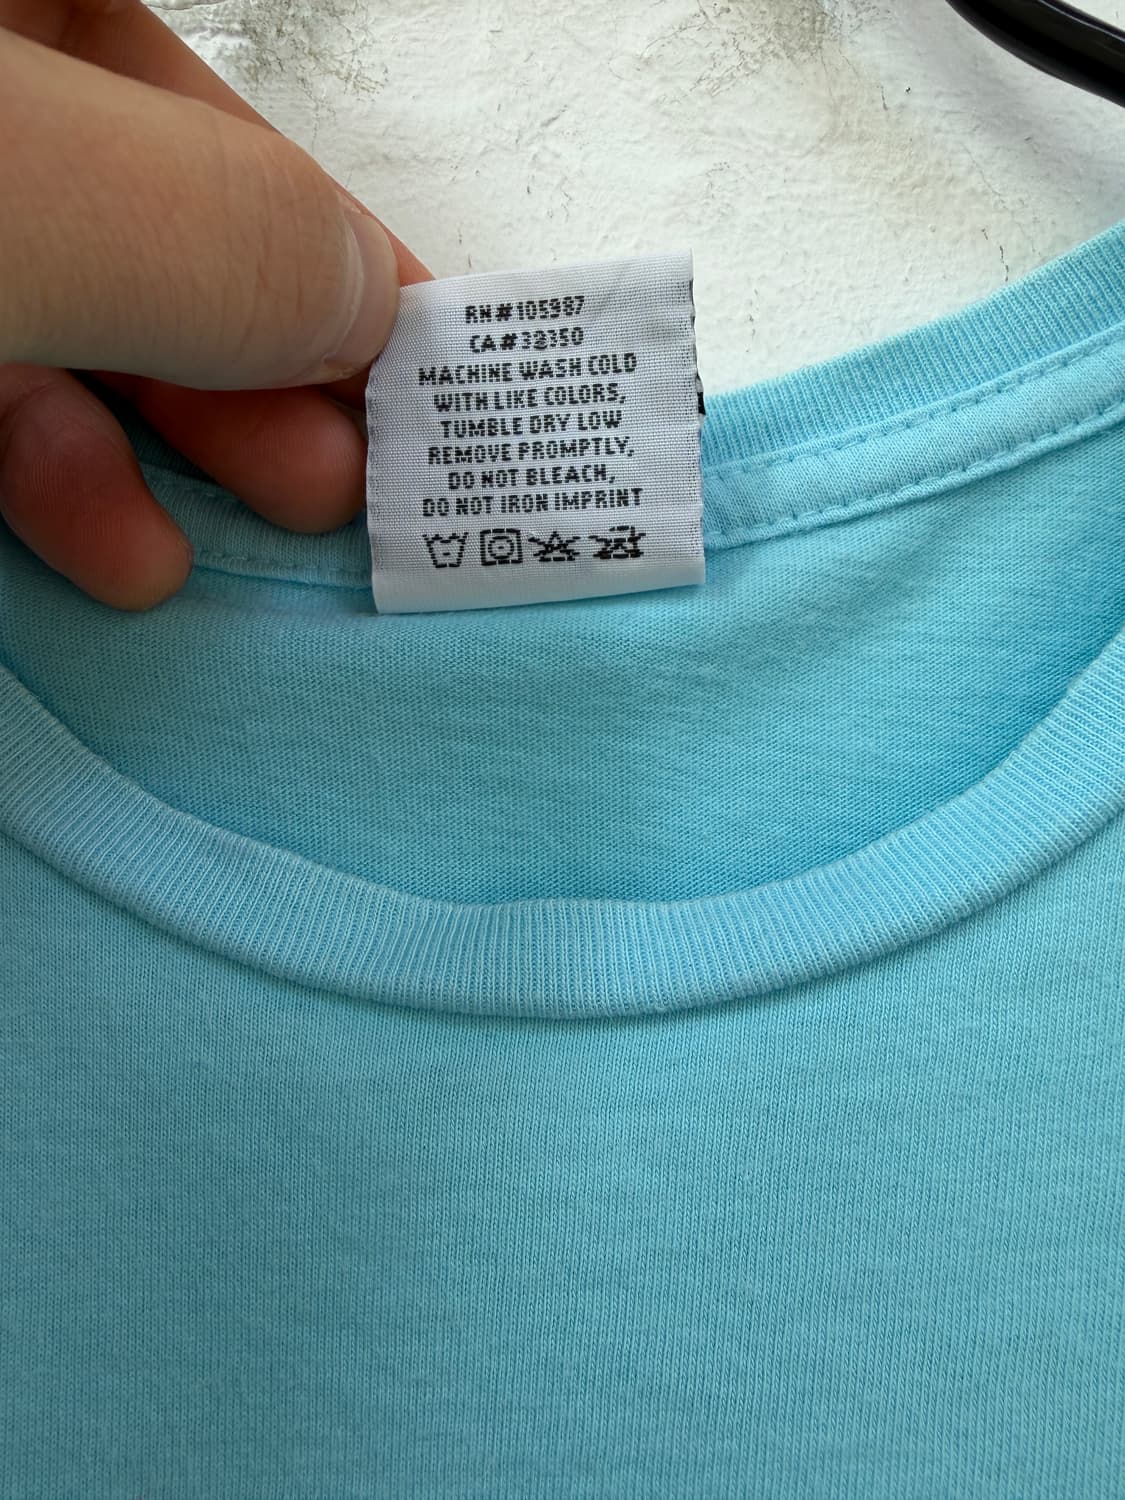 RN#105987
CA#38350
MACHINE WASH COLD
WITH LIKE COLORS,
TUMBLE DRY LOW
REMOVE PROMPTLY,
DO NOT BLEACH,
DO NOT IRON IMPRINT